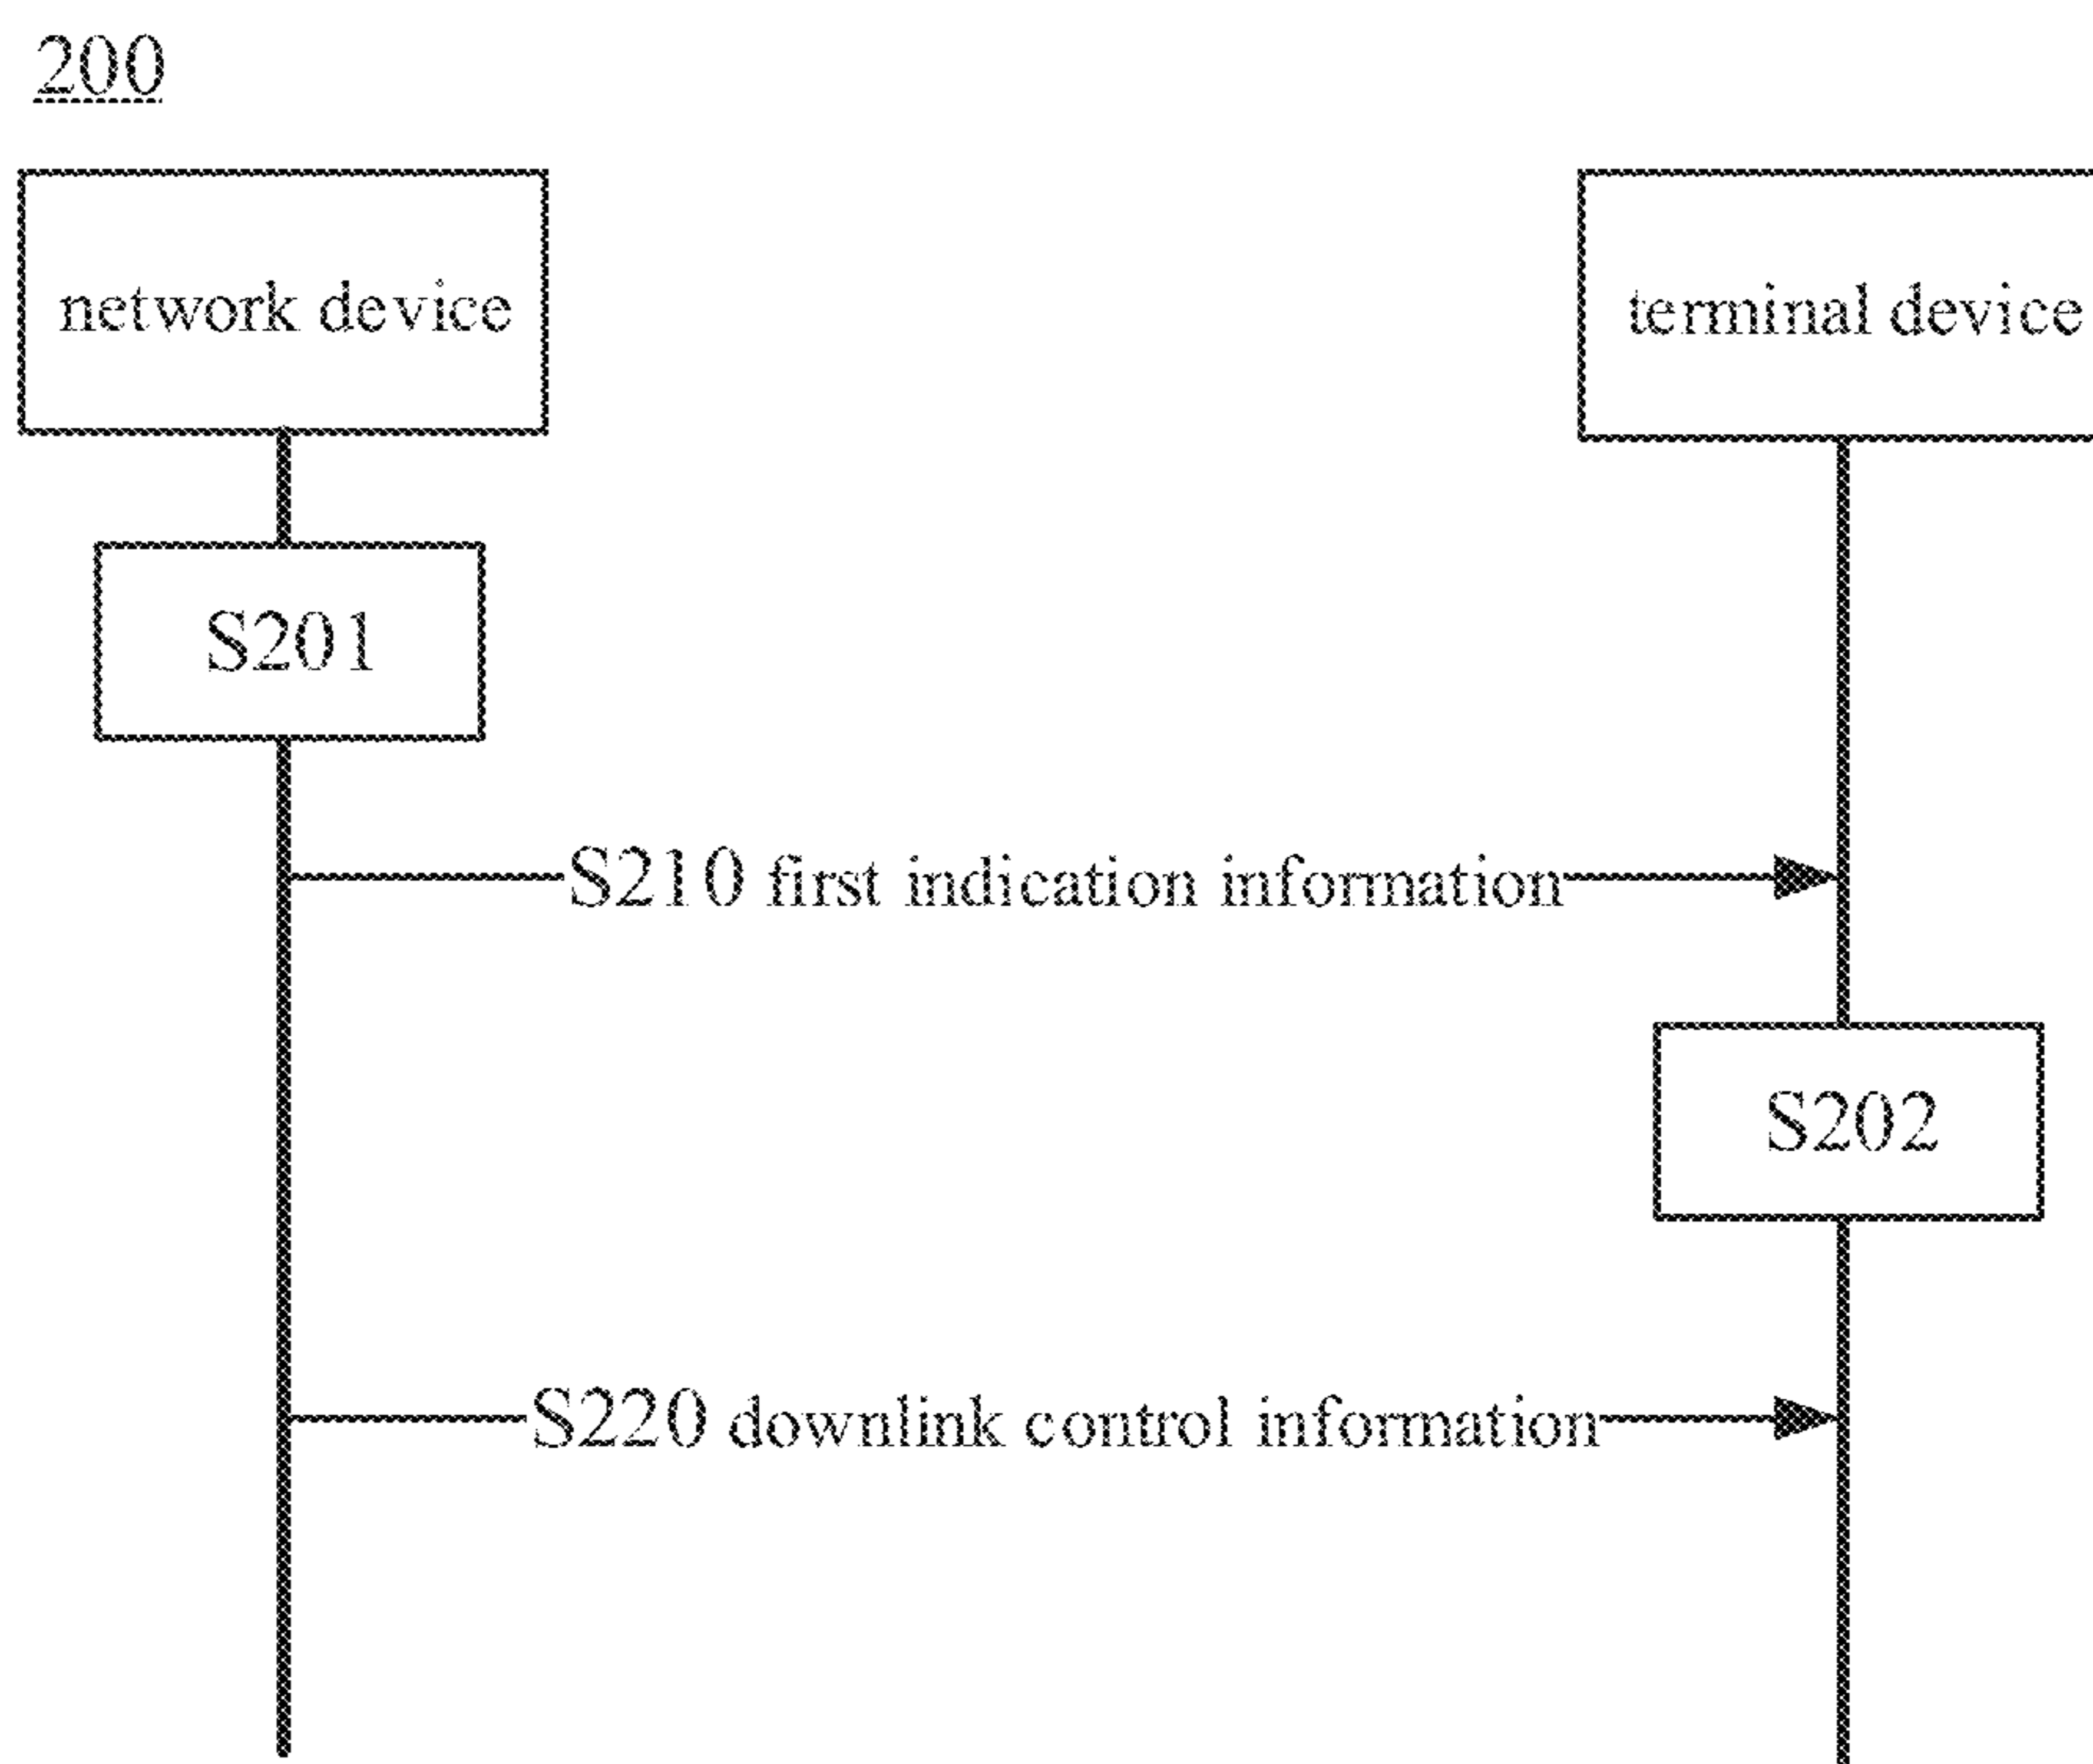 200
network device
terminal device
S201
S210 first indication information
S202
S220 downlink control information